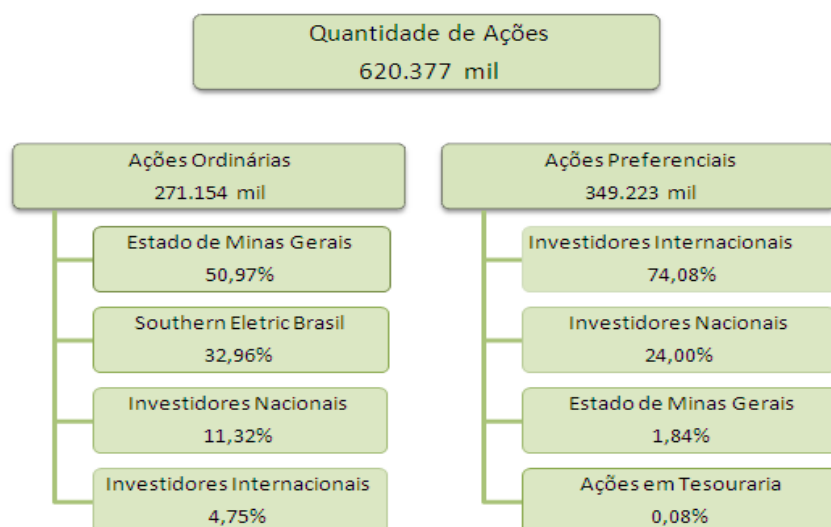 Quantidade de Ações
620.377 mil
Ações Ordinárias
271.154 mil
Estado de Minas Gerais
50,97%
Southern Eletric Brasil
32,96%
Investidores Nacionais
11,32%
Investidores Internacionais
4,75%
Ações Preferenciais
349.223 mil
Investidores Internacionais
74,08%
Investidores Nacionais
24,00%
Estado de Minas Gerais
1,84%
Ações em Tesouraria
0,08%